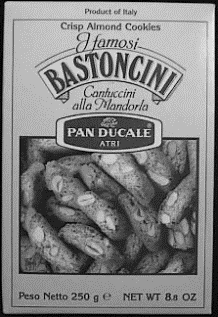 Product of Italy
Crisp Almond Cookies
I famosi
BASTONCINI
Cantuccini
alla Mandorla
PAN DUCALE
ATRI
Peso Netto 250 g e NET WT 8.8 OZ